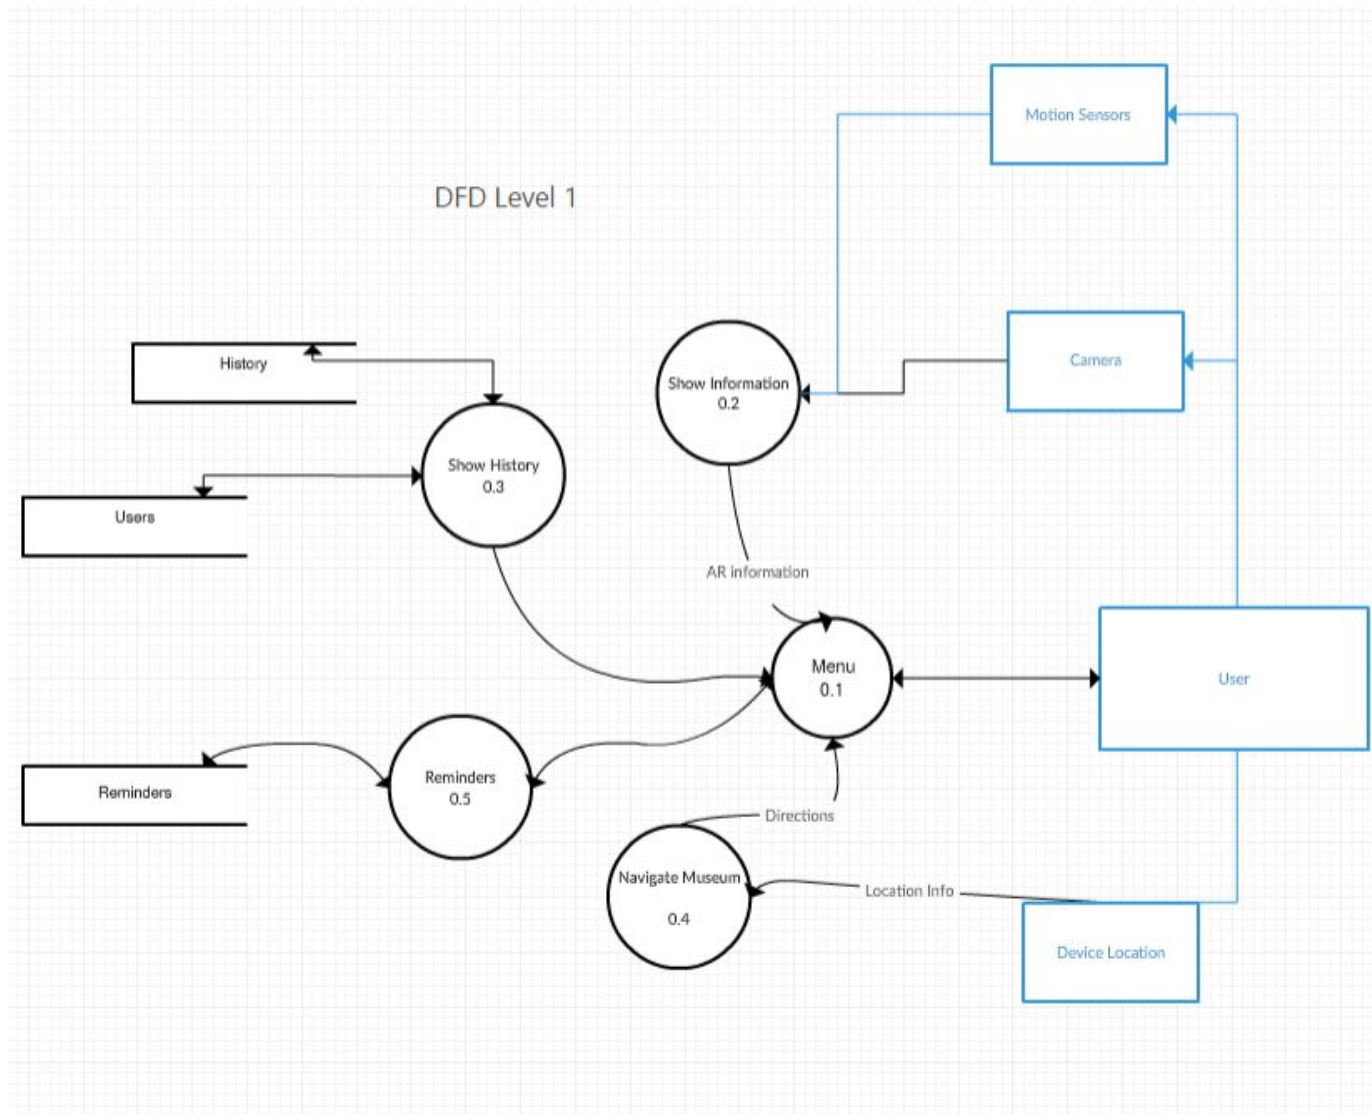 Motion Sensors
DFD Level 1
History
Show Information
0.2
Camera
Show History
0.3
Users
AR information
Menu
0.1
User
Reminders
Reminders
0.5
Directions
Navigate Museum
0.4
Location Info
Device Location